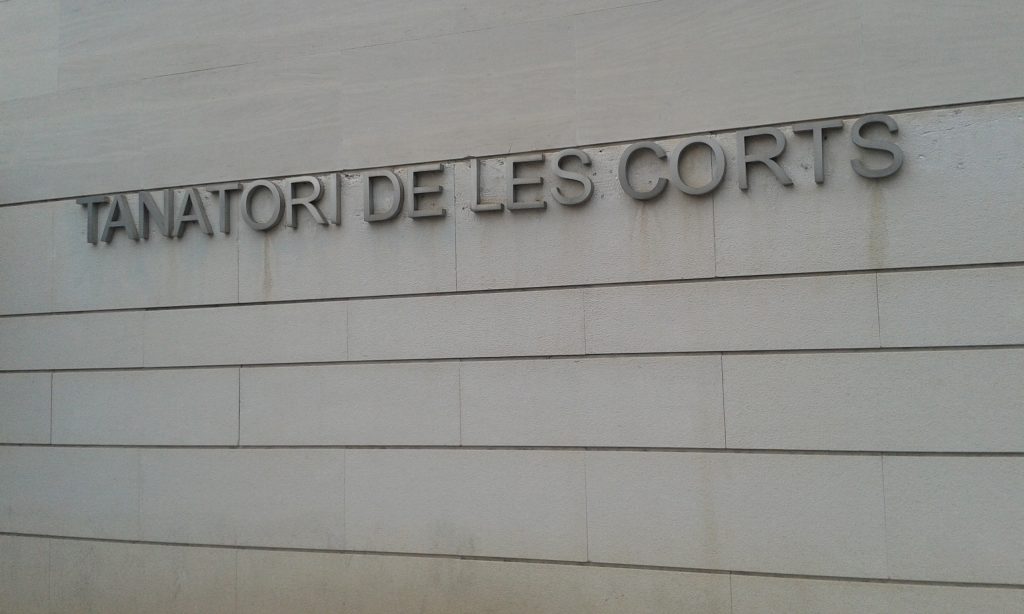 TANATORI DE LES CORTS